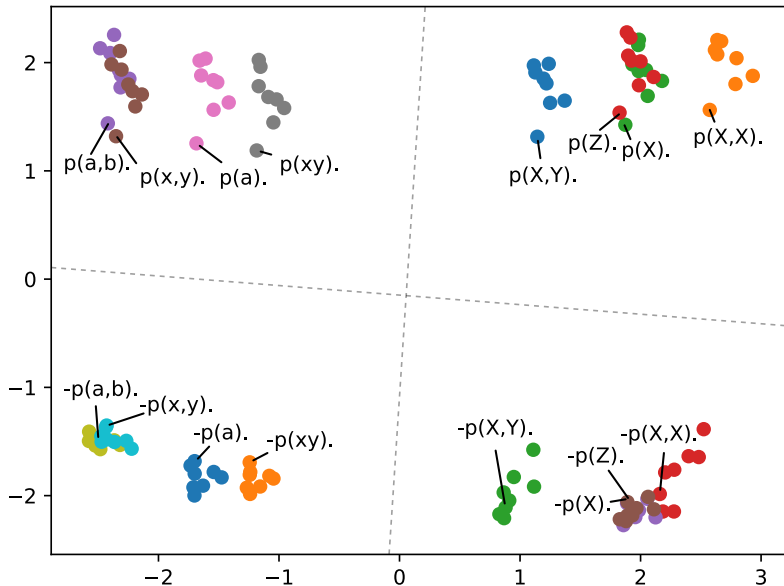 2
1
0
−1
−2
p(a,b).
p(x,y).
p(a).
p(xy).
p(X,Y).
p(Z).
p(X).
p(X,X).
-p(a,b).
-p(x,y).
-p(a).
-p(xy).
-p(X,Y).
-p(X,X).
-p(Z).
-p(X).
−2
−1
0
1
2
3